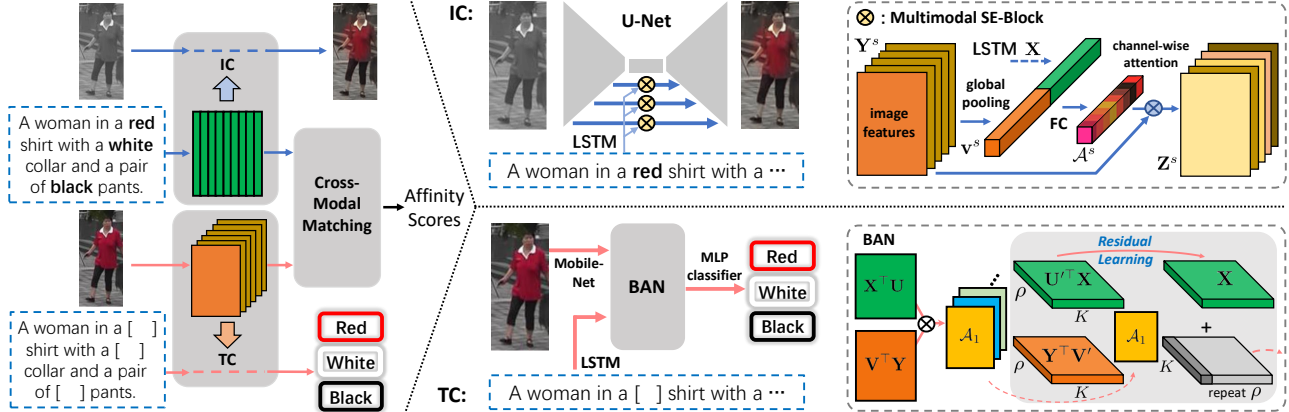 IC
A woman in a red
shirt with a white
collar and a pair
of black pants.
Cross-
Modal
Matching
Affinity
Scores
A woman in a [ ]
shirt with a [ ]
collar and a pair
of [ ] pants.
TC
Red
White
Black
IC:
U-Net
LSTM
A woman in a red shirt with a ···
: Multimodal SE-Block
Y^s
image
features
global
pooling
v^s
LSTM X
FC
channel-wise
attention
𝒜^s
Z^s
Mobile-
Net
BAN
MLP
classifier
Red
White
Black
LSTM
TC:
A woman in a [ ] shirt with a ···
BAN
X^⊤U
V^⊤Y
𝒜₁
Residual
Learning
ρ
U′^⊤X
K
X
ρ
Y^⊤V′
K
𝒜₁
+
K
repeat ρ